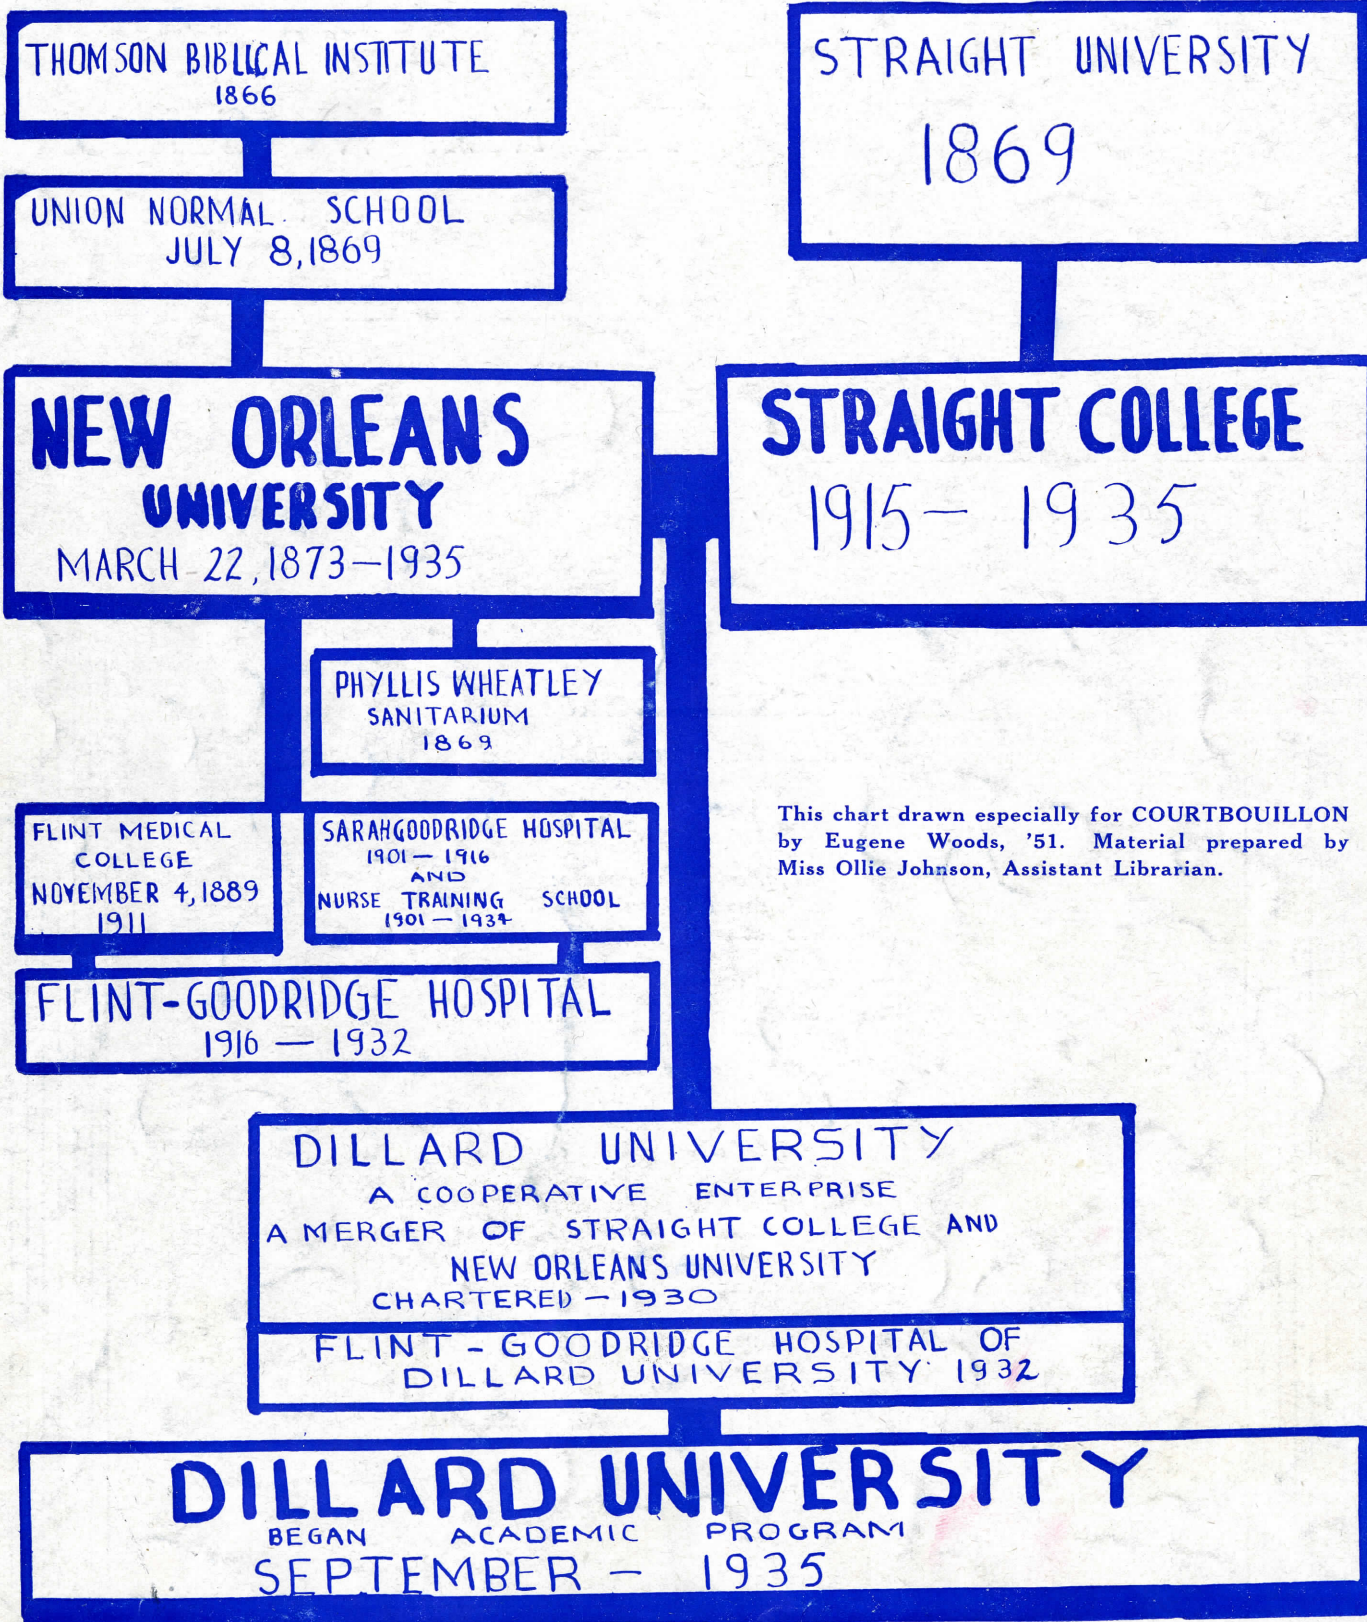 THOMSON BIBLICAL INSTITUTE
1866
STRAIGHT UNIVERSITY
1869
UNION NORMAL SCHOOL
JULY 8, 1869
NEW ORLEANS
UNIVERSITY
MARCH 22, 1873-1935
STRAIGHT COLLEGE
1915- 1935
PHYLLIS WHEATLEY
SANITARIUM
1869
FLINT MEDICAL
COLLEGE
NOVEMBER 4, 1889
1911
SARAH GOODRIDGE HOSPITAL
1901-1916
AND
NURSE TRAINING SCHOOL
1901-1934
This chart drawn especially for COURTBOUILLON
by Eugene Woods, '51. Material prepared by
Miss Ollie Johnson, Assistant Librarian.
FLINT-GOODRIDGE HOSPITAL
1916 - 1932
DILLARD UNIVERSITY
A COOPERATIVE ENTERPRISE
A MERGER OF STRAIGHT COLLEGE AND
NEW ORLEANS UNIVERSITY
CHARTERED - 1930
FLINT - GOODRIDGE HOSPITAL OF
DILLARD UNIVERSITY 1932
DILLARD UNIVERSITY
BEGAN ACADEMIC PROGRAM
SEPTEMBER - 1935